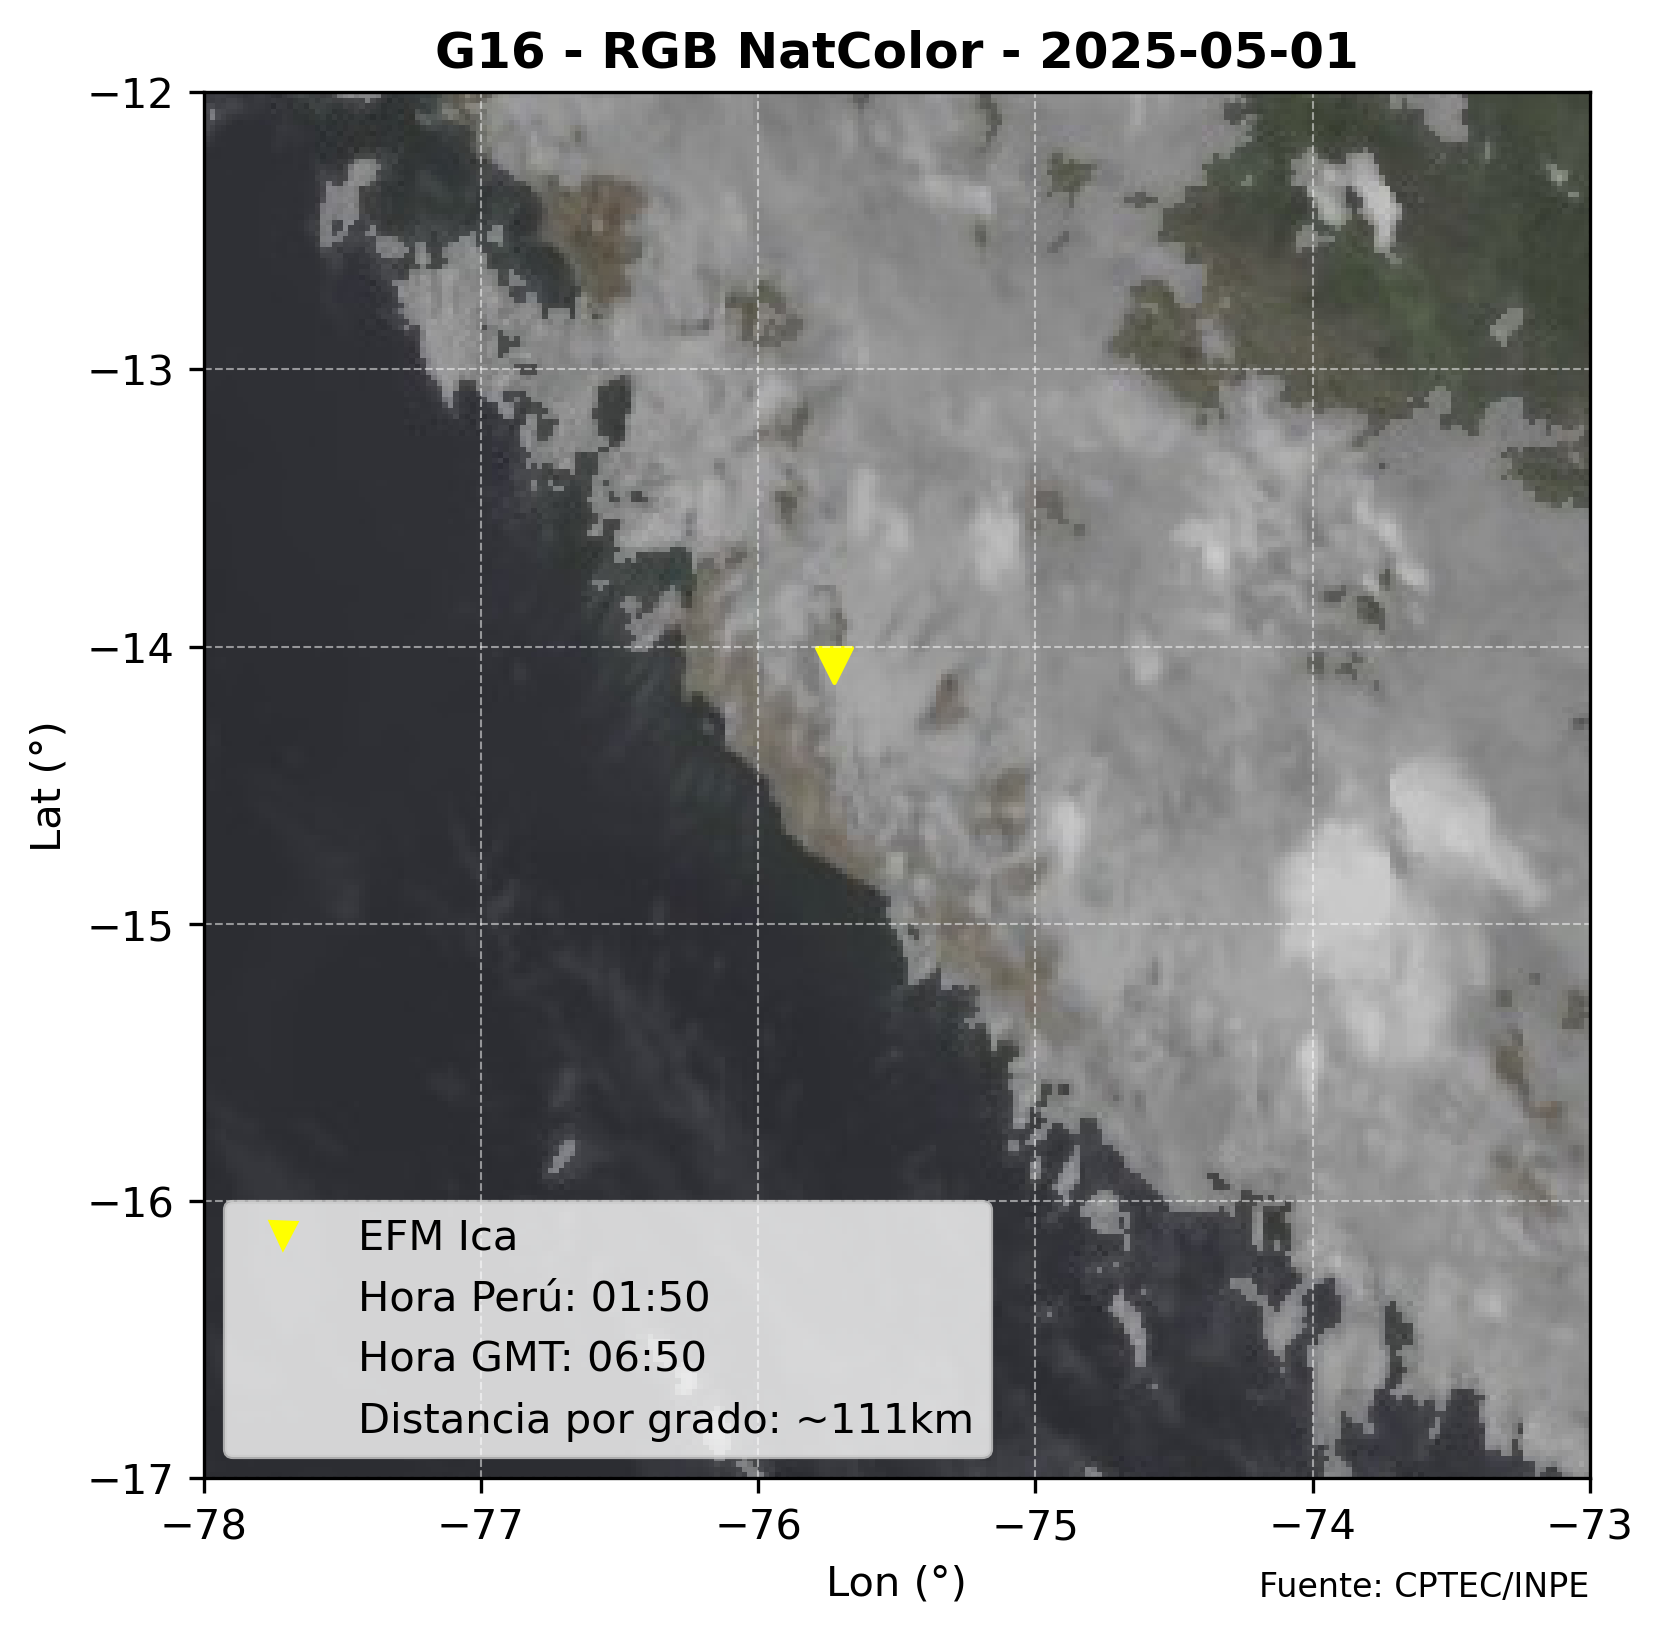 G16 - RGB NatColor - 2025-05-01
−12
−13
−14
−15
−16
−17
Lat (°)
EFM Ica
Hora Perú: 01:50
Hora GMT: 06:50
Distancia por grado: ~111km
−78 −77 −76 −75 −74 −73
Lon (°)
Fuente: CPTEC/INPE